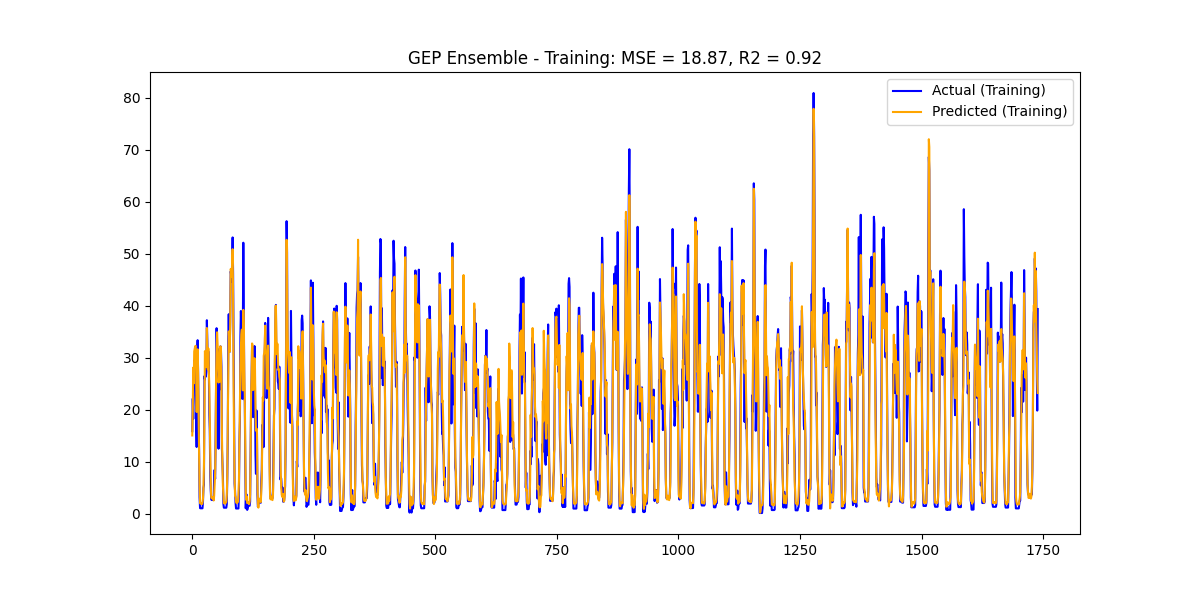 GEP Ensemble - Training: MSE = 18.87, R2 = 0.92
Actual (Training)
Predicted (Training)
80
70
60
50
40
30
20
10
0
0 250 500 750 1000 1250 1500 1750